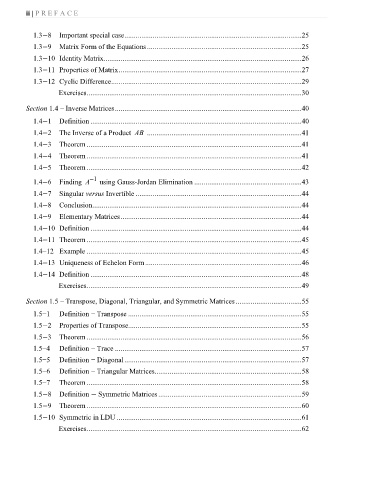 iii | P R E F A C E
1.3−8 Important special case 25
1.3−9 Matrix Form of the Equations 25
1.3−10 Identity Matrix 26
1.3−11 Properties of Matrix 27
1.3−12 Cyclic Difference 29
Exercises 30
Section 1.4 – Inverse Matrices 40
1.4−1 Definition 40
1.4−2 The Inverse of a Product AB 41
1.4−3 Theorem 41
1.4−4 Theorem 41
1.4−5 Theorem 42
1.4−6 Finding A⁻¹ using Gauss-Jordan Elimination 43
1.4−7 Singular versus Invertible 44
1.4−8 Conclusion 44
1.4−9 Elementary Matrices 44
1.4−10 Definition 44
1.4−11 Theorem 45
1.4–12 Example 45
1.4−13 Uniqueness of Echelon Form 46
1.4−14 Definition 48
Exercises 49
Section 1.5 – Transpose, Diagonal, Triangular, and Symmetric Matrices 55
1.5–1 Definition – Transpose 55
1.5−2 Properties of Transpose 55
1.5−3 Theorem 56
1.5–4 Definition – Trace 57
1.5–5 Definition − Diagonal 57
1.5–6 Definition – Triangular Matrices 58
1.5–7 Theorem 58
1.5−8 Definition − Symmetric Matrices 59
1.5−9 Theorem 60
1.5−10 Symmetric in LDU 61
Exercises 62